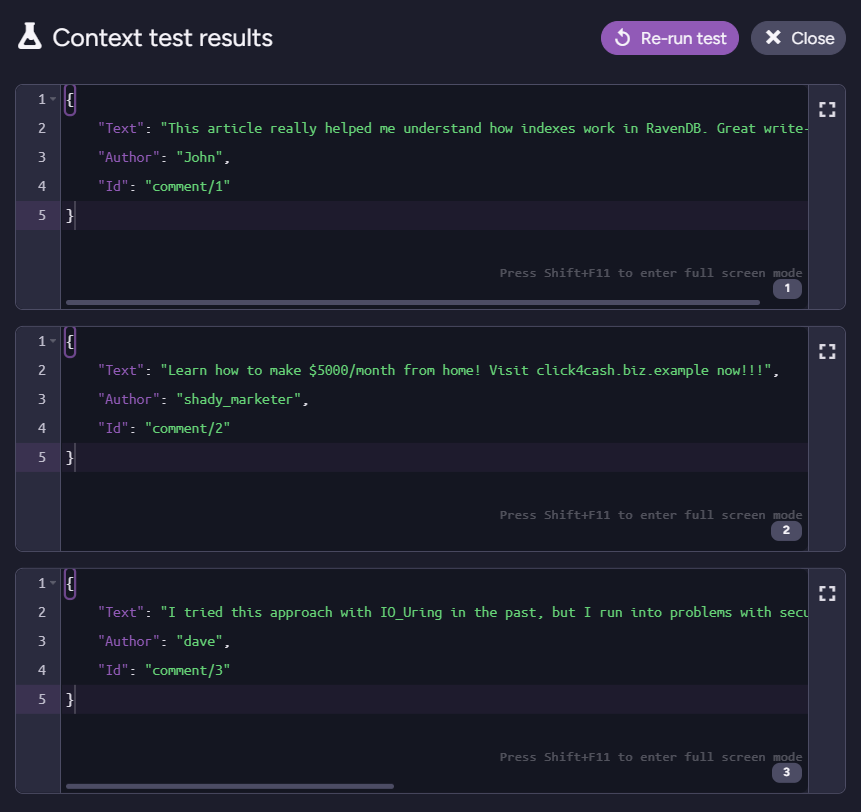 Context test results
Re-run test
Close
1 {
2 "Text": "This article really helped me understand how indexes work in RavenDB. Great write-
3 "Author": "John",
4 "Id": "comment/1"
5 }
Press Shift+F11 to enter full screen mode
1
1 {
2 "Text": "Learn how to make $5000/month from home! Visit click4cash.biz.example now!!!",
3 "Author": "shady_marketer",
4 "Id": "comment/2"
5 }
Press Shift+F11 to enter full screen mode
2
1 {
2 "Text": "I tried this approach with IO_Uring in the past, but I run into problems with secu
3 "Author": "dave",
4 "Id": "comment/3"
5 }
Press Shift+F11 to enter full screen mode
3